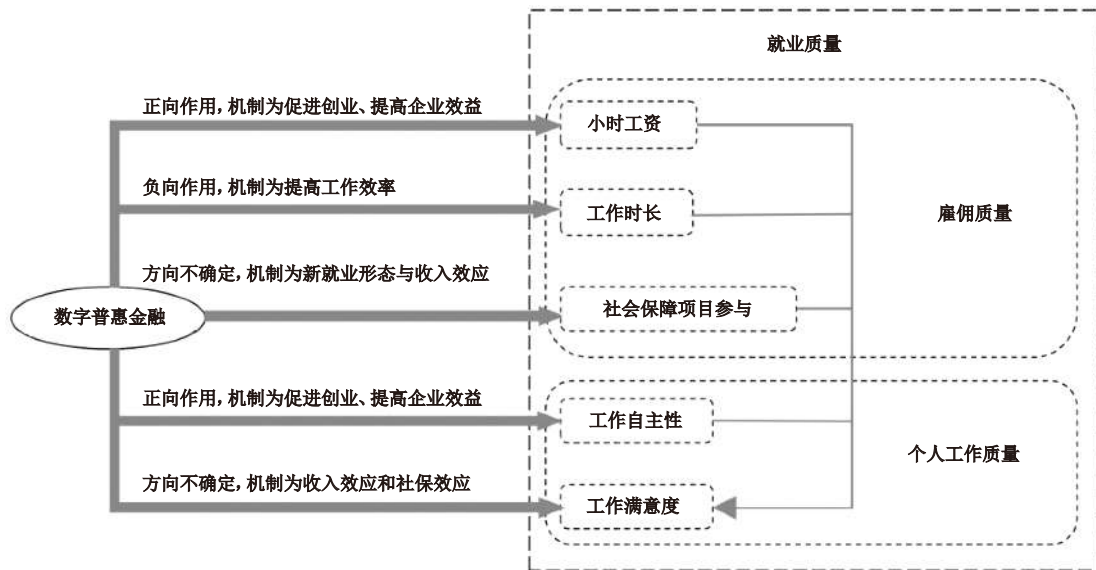 就业质量
正向作用，机制为促进创业、提高企业效益
小时工资
负向作用，机制为提高工作效率
工作时长
雇佣质量
方向不确定，机制为新就业形态与收入效应
数字普惠金融
社会保障项目参与
正向作用，机制为促进创业、提高企业效益
工作自主性
个人工作质量
方向不确定，机制为收入效应和社保效应
工作满意度